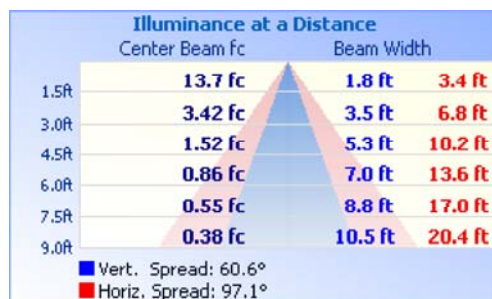 Illuminance at a Distance
Center Beam fc Beam Width
1.5ft 13.7 fc 1.8 ft 3.4 ft
3.0ft 3.42 fc 3.5 ft 6.8 ft
4.5ft 1.52 fc 5.3 ft 10.2 ft
6.0ft 0.86 fc 7.0 ft 13.6 ft
7.5ft 0.55 fc 8.8 ft 17.0 ft
9.0ft 0.38 fc 10.5 ft 20.4 ft
Vert. Spread: 60.6°
Horiz. Spread: 97.1°